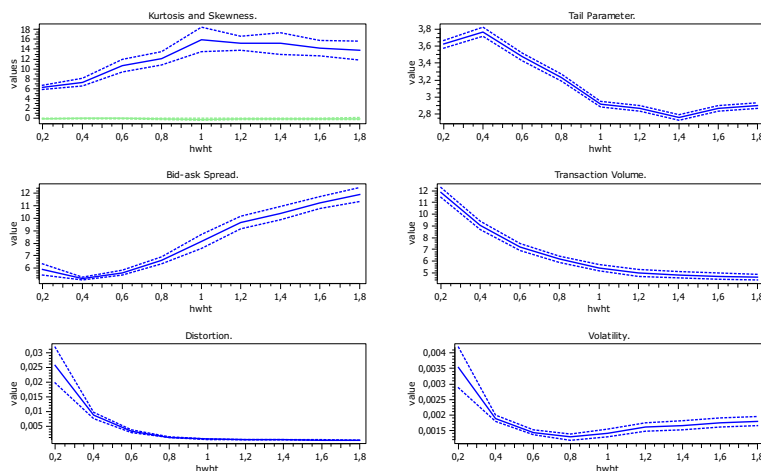 Kurtosis and Skewness.
values
18
16
14
12
10
8
6
4
2
0
0,2 0,4 0,6 0,8 1 1,2 1,4 1,6 1,8
hwht
Tail Parameter.
value
3,8
3,6
3,4
3,2
3
2,8
0,2 0,4 0,6 0,8 1 1,2 1,4 1,6 1,8
hwht
Bid-ask Spread.
value
12
11
10
9
8
7
6
0,2 0,4 0,6 0,8 1 1,2 1,4 1,6 1,8
hwht
Transaction Volume.
value
12
11
10
9
8
7
6
5
0,2 0,4 0,6 0,8 1 1,2 1,4 1,6 1,8
hwht
Distortion.
value
0,03
0,025
0,02
0,015
0,01
0,005
0,2 0,4 0,6 0,8 1 1,2 1,4 1,6 1,8
hwht
Volatility.
value
0,004
0,0035
0,003
0,0025
0,002
0,0015
0,2 0,4 0,6 0,8 1 1,2 1,4 1,6 1,8
hwht